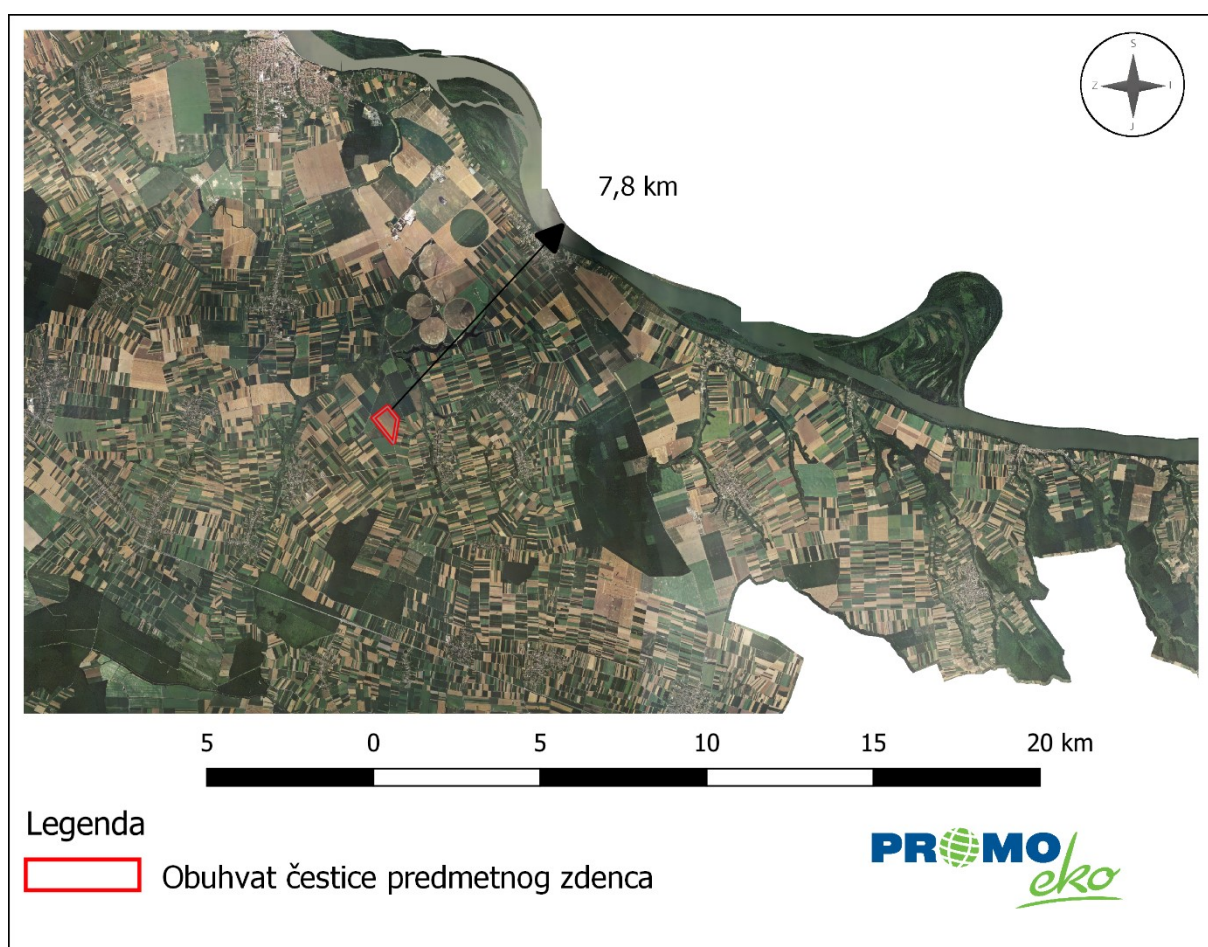 S
Z I
J
7,8 km
5 0 5 10 15 20 km
Legenda
Obuhvat čestice predmetnog zdenca
PROMO
eko